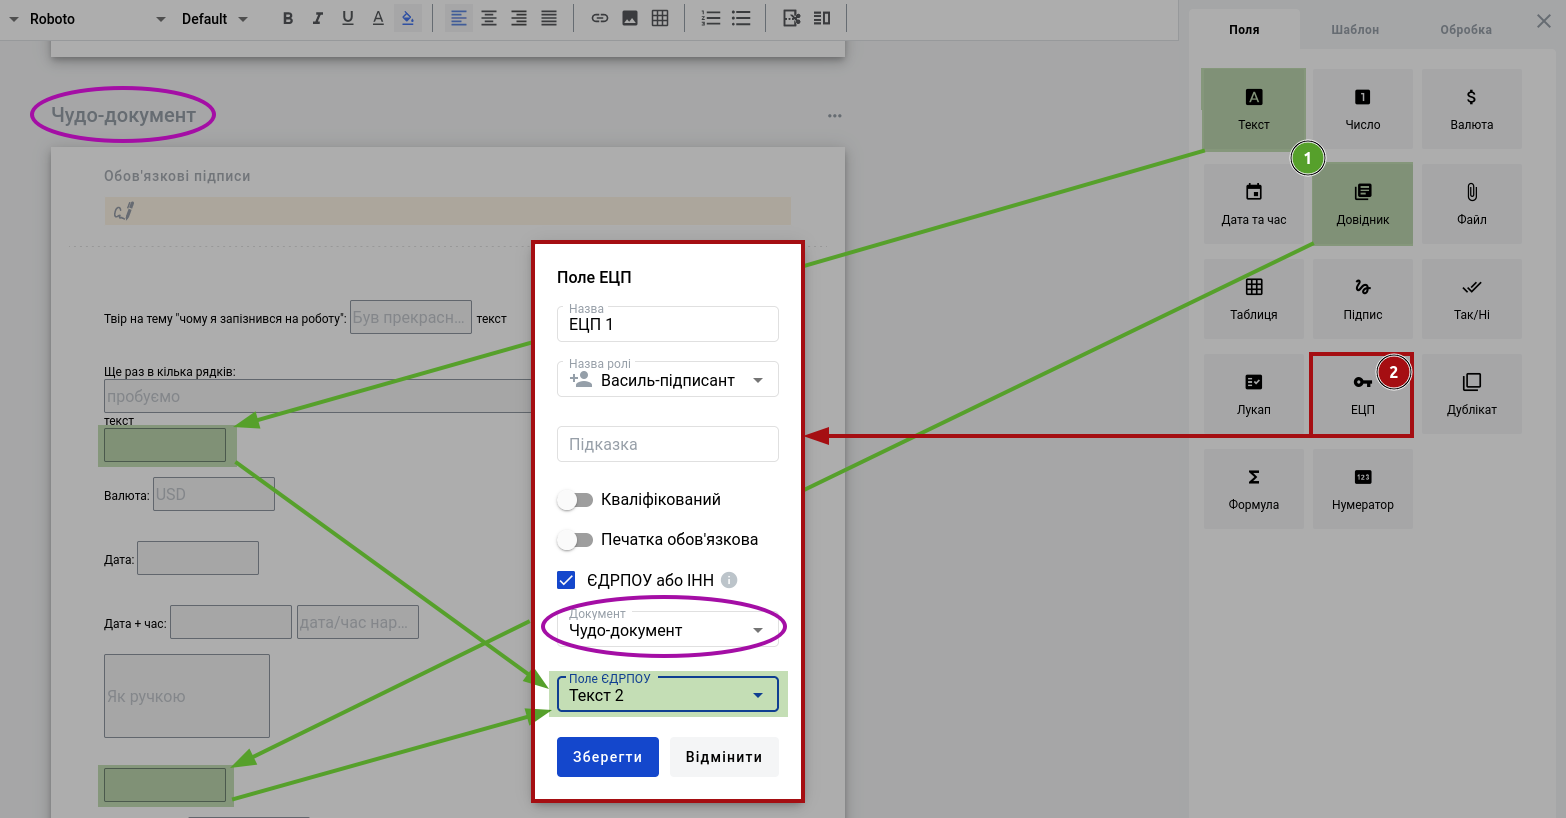 Roboto
Default
B I U A
Поля
Шаблон
Обробка
Чудо-документ
Обов'язкові підписи
Твір на тему "чому я запізнився на роботу": Був прекрасн... текст
Ще раз в кілька рядків:
пробуємо
текст
Валюта: USD
Дата:
Дата + час: дата/час нар...
Як ручкою
Поле ЕЦП
Назва
ЕЦП 1
Назва ролі
Василь-підписант
Підказка
Кваліфікований
Печатка обов'язкова
ЄДРПОУ або ІНН
Документ
Чудо-документ
Поле ЄДРПОУ
Текст 2
Зберегти
Відмінити
Текст
Число
Валюта
1
Дата та час
Довідник
Файл
Таблиця
Підпис
Так/Ні
2
Лукап
ЕЦП
Дублікат
Формула
Нумератор